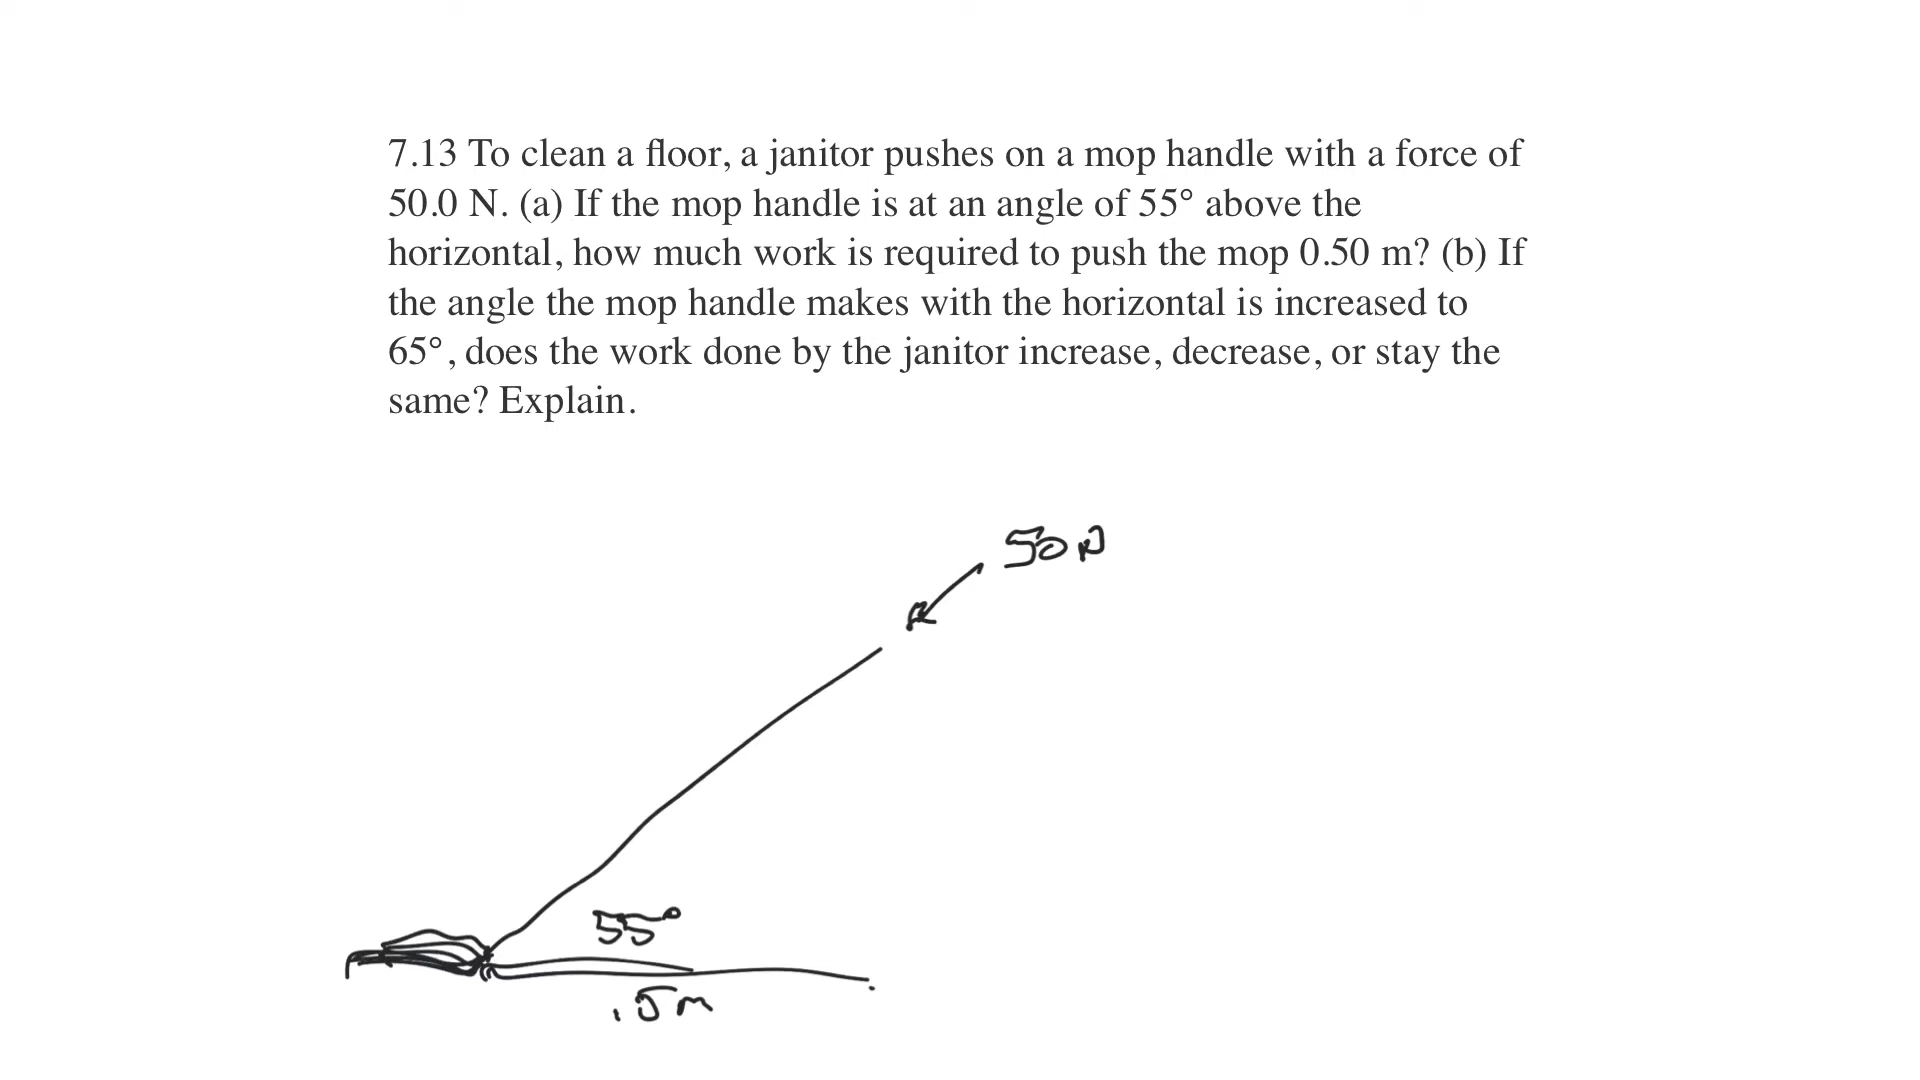 7.13 To clean a floor, a janitor pushes on a mop handle with a force of
50.0 N. (a) If the mop handle is at an angle of 55° above the
horizontal, how much work is required to push the mop 0.50 m? (b) If
the angle the mop handle makes with the horizontal is increased to
65°, does the work done by the janitor increase, decrease, or stay the
same? Explain.
50 N
55°
.5m